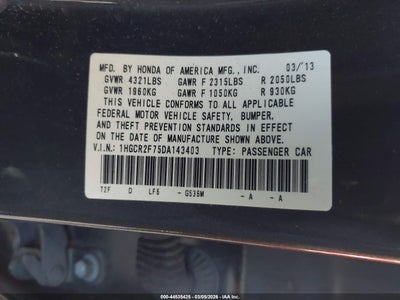 MFD. BY HONDA OF AMERICA MFG., INC. 03/'13
GVWR 4321LBS GAWR F 2315LBS R 2050LBS
GVWR 1960KG GAWR F 1050KG R 930KG
THIS VEHICLE CONFORMS TO ALL APPLICABLE
FEDERAL MOTOR VEHICLE SAFETY, BUMPER,
AND THEFT PREVENTION STANDARDS IN EFFECT
ON THE DATE OF MANUFACTURE SHOWN ABOVE.
V.I.N.: 1HGCR2F75DA143403 TYPE: PASSENGER CAR
T2F D LF6 - G536M - A - A
000-44535425 - 03/05/2026 - IAA Inc.